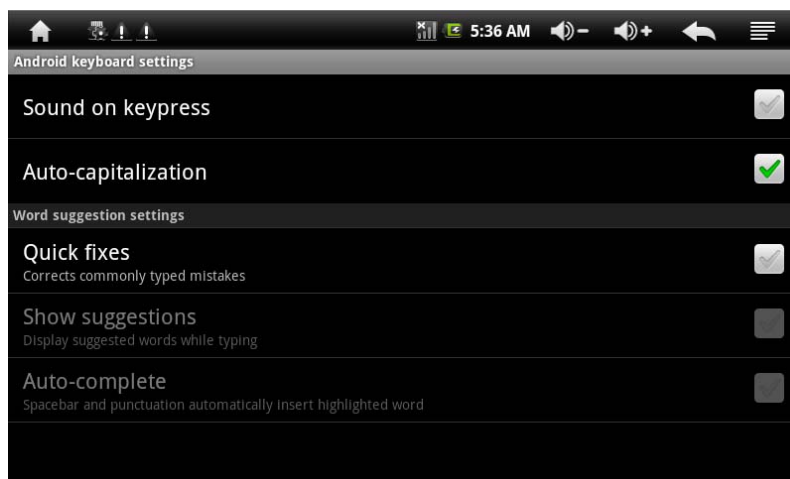 5:36 AM
Android keyboard settings
Sound on keypress
Auto-capitalization
Word suggestion settings
Quick fixes
Corrects commonly typed mistakes
Show suggestions
Display suggested words while typing
Auto-complete
Spacebar and punctuation automatically insert highlighted word